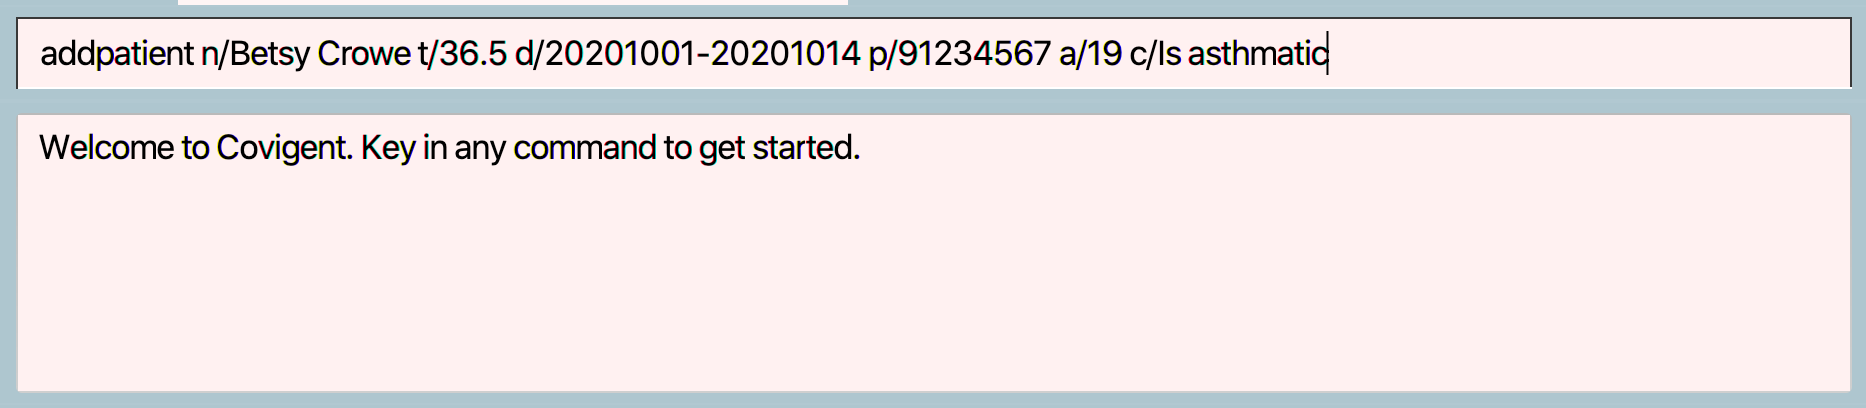 addpatient n/Betsy Crowe t/36.5 d/20201001-20201014 p/91234567 a/19 c/Is asthmatic
Welcome to Covigent. Key in any command to get started.